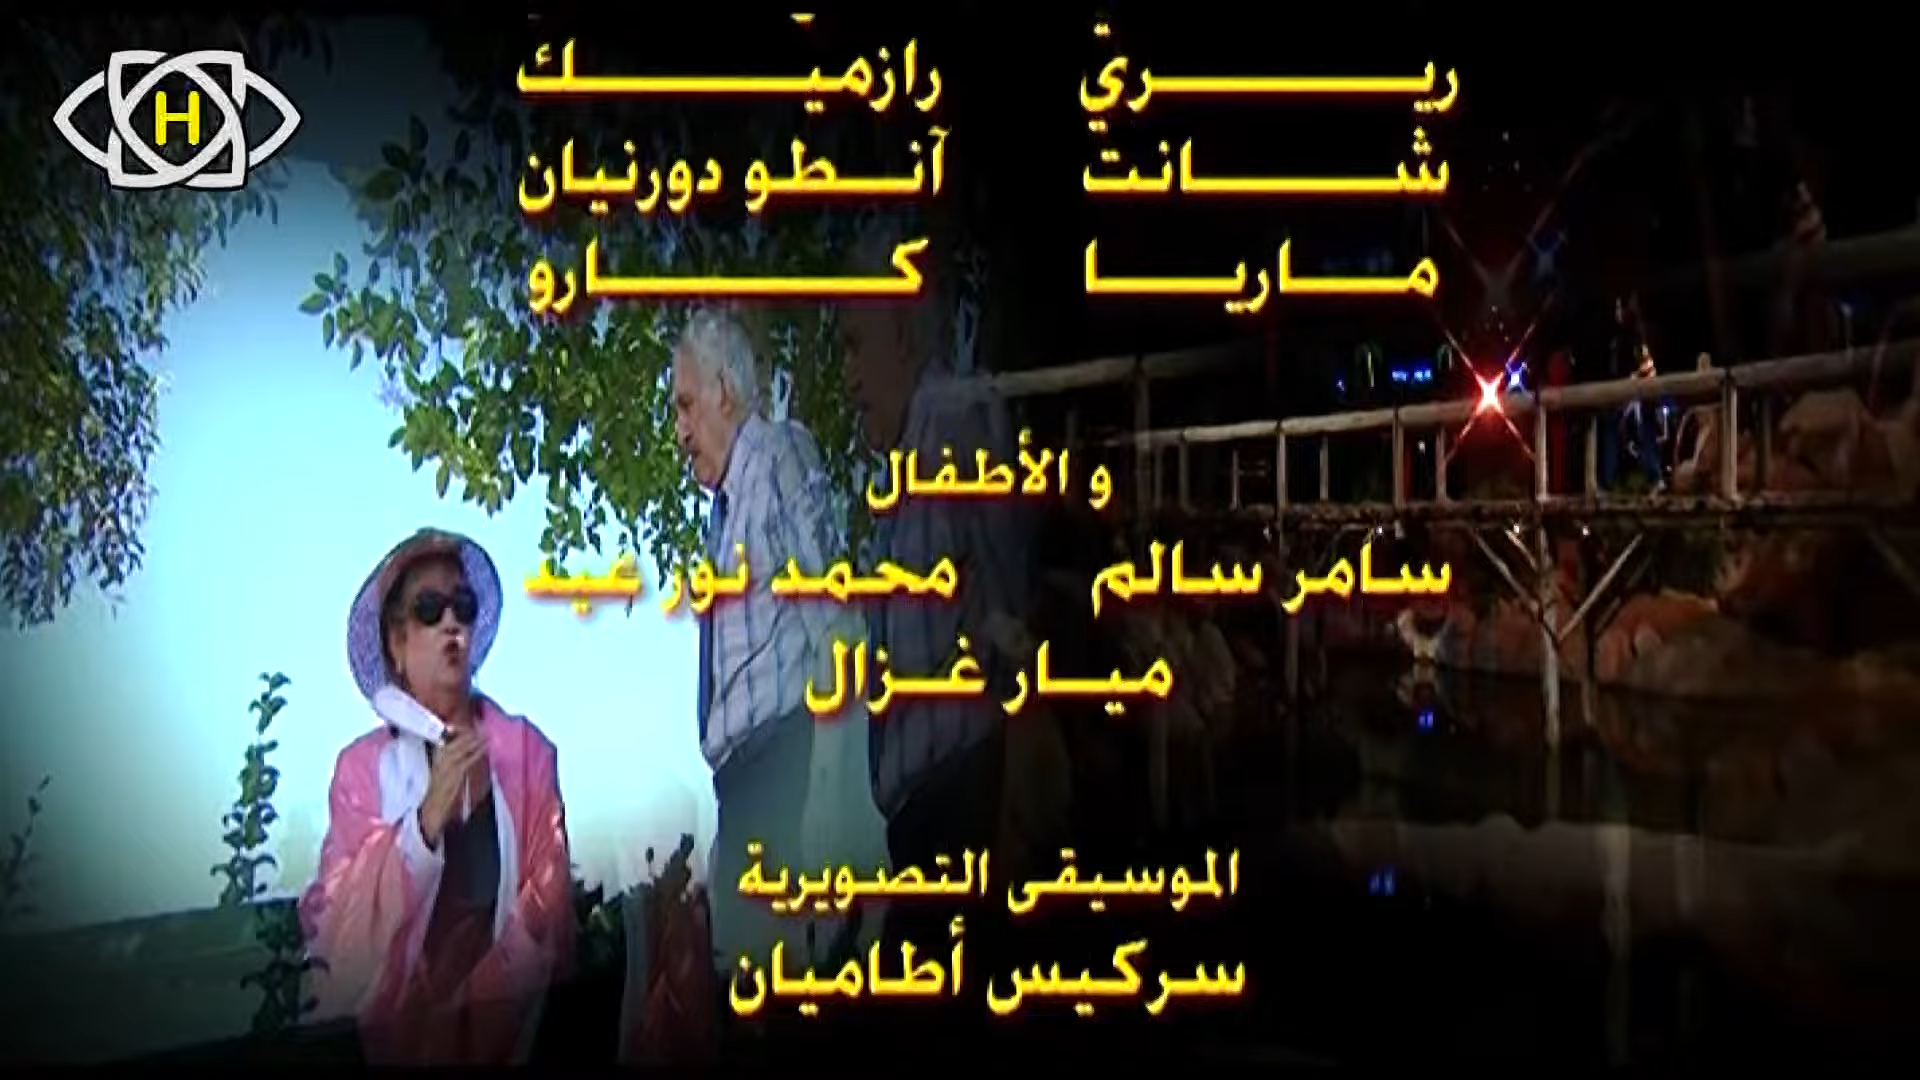 H
ريري رازميك
شانت آنطو دورنيان
ماريا كارو
و الأطفال
سامر سالم محمد نور عيد
ميار غزال
الموسيقى التصويرية
سركيس أطاميان